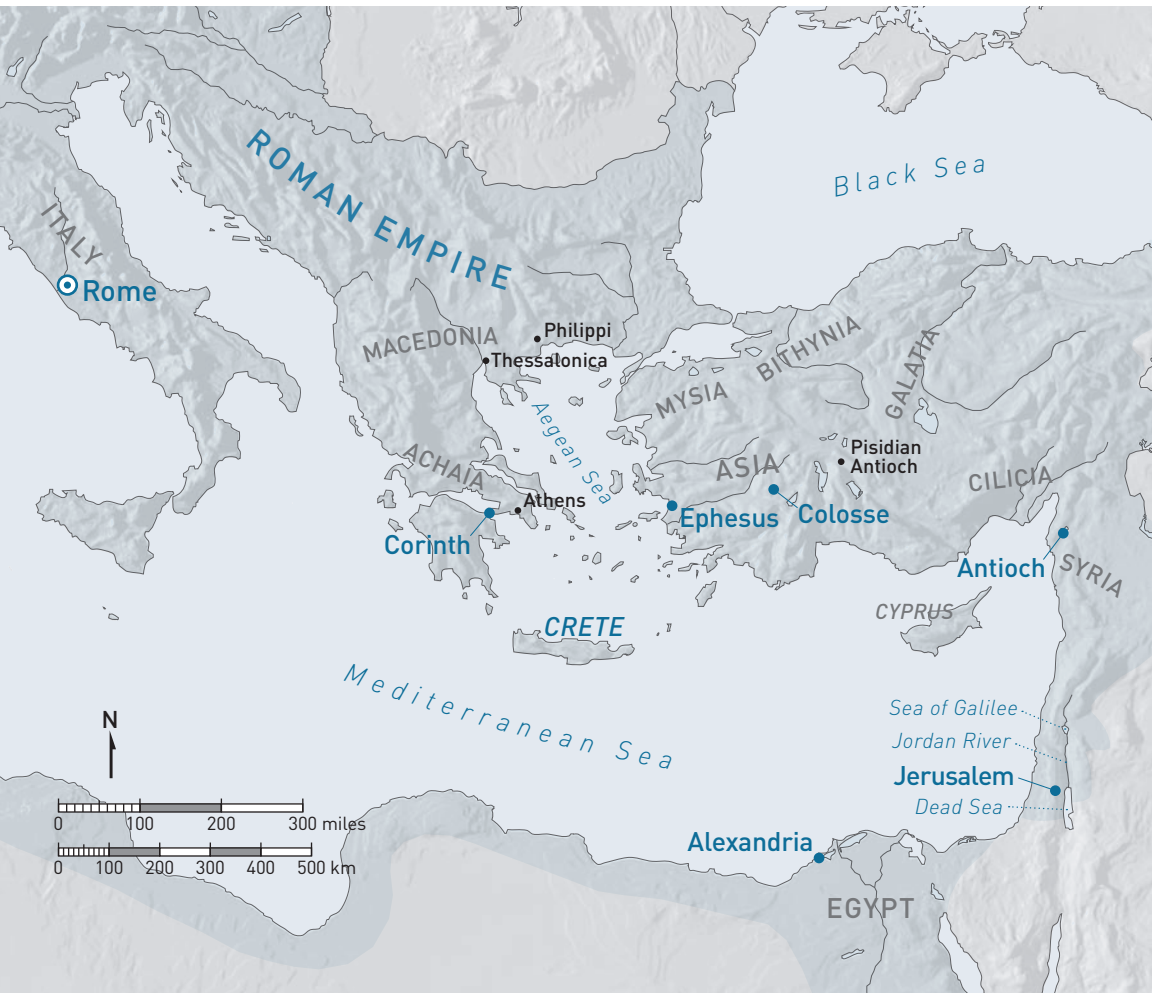 Black Sea
ROMAN EMPIRE
ITALY
Rome
MACEDONIA
Philippi
Thessalonica
BITHYNIA
GALATIA
MYSIA
Aegean Sea
ACHAIA
ASIA
Pisidian
Antioch
CILICIA
Athens
Corinth
Ephesus
Colosse
Antioch
SYRIA
CYPRUS
CRETE
Mediterranean Sea
Sea of Galilee
Jordan River
Jerusalem
Dead Sea
N
0 100 200 300 miles
0 100 200 300 400 500 km
Alexandria
EGYPT